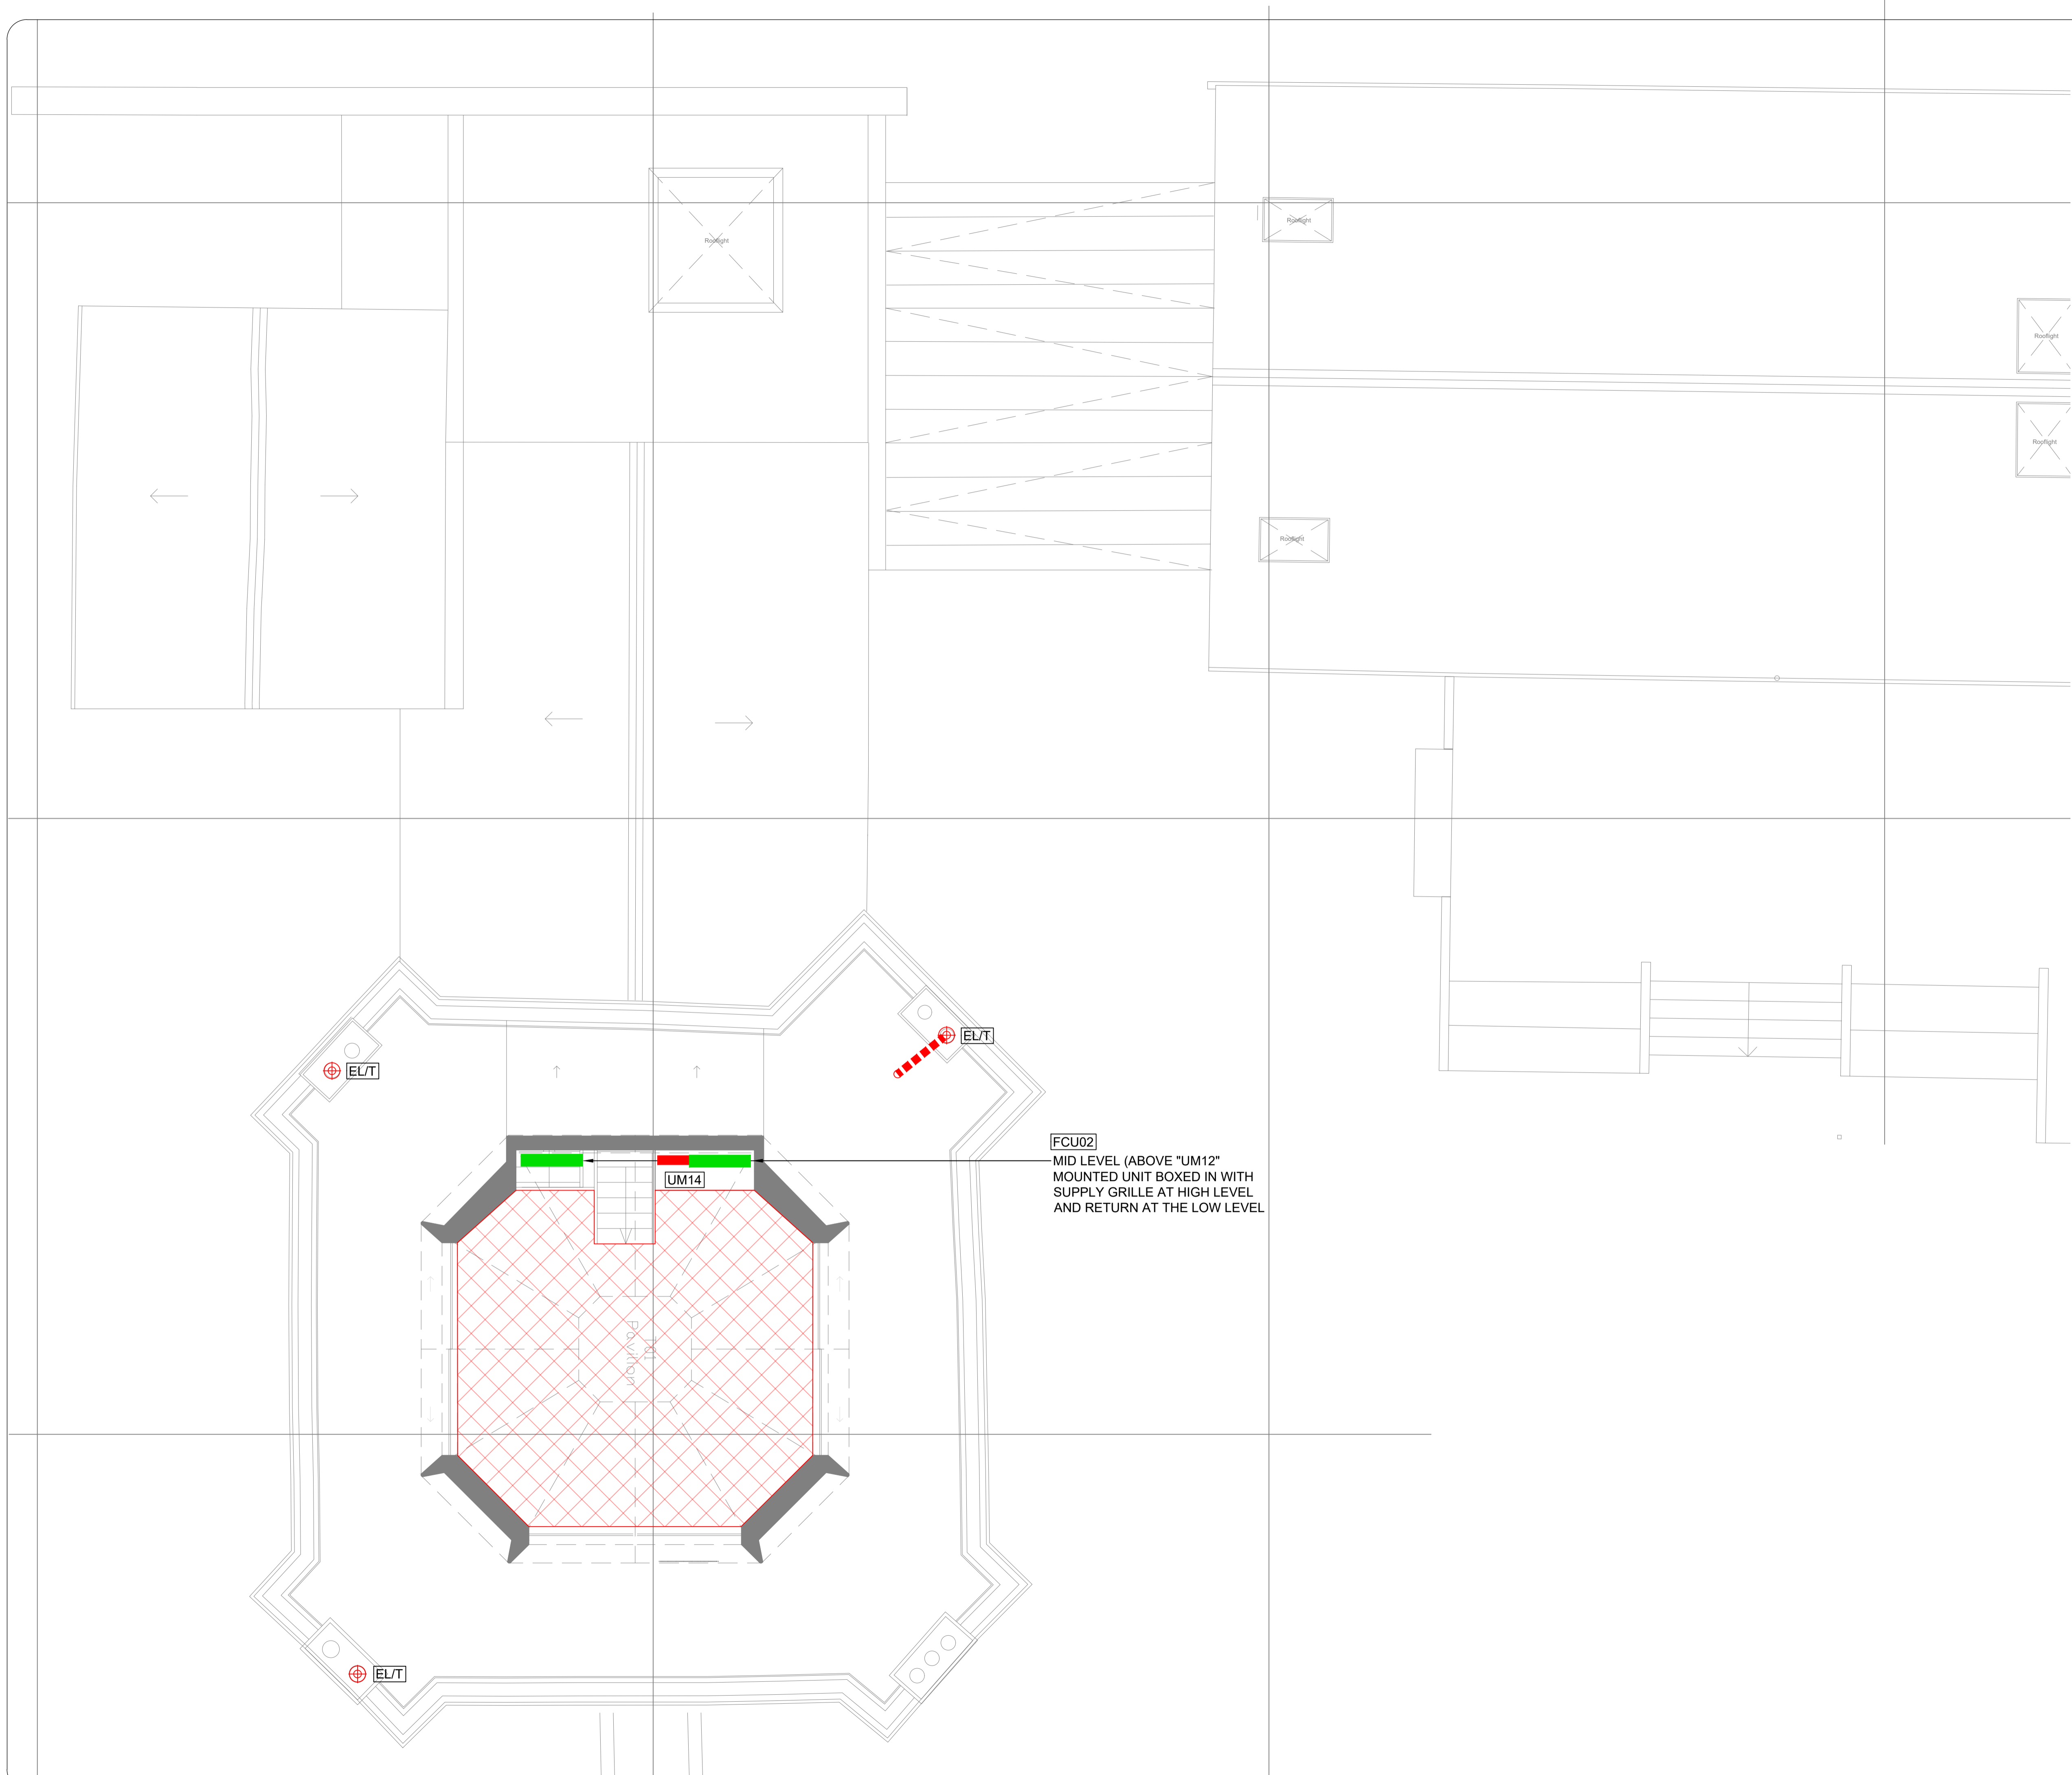 Rooflight
Rooflight
Rooflight
Rooflight
Rooflight
EL/T
EL/T
FCU02
MID LEVEL (ABOVE "UM12"
MOUNTED UNIT BOXED IN WITH
SUPPLY GRILLE AT HIGH LEVEL
AND RETURN AT THE LOW LEVEL
UM14
Pavilion
EL/T